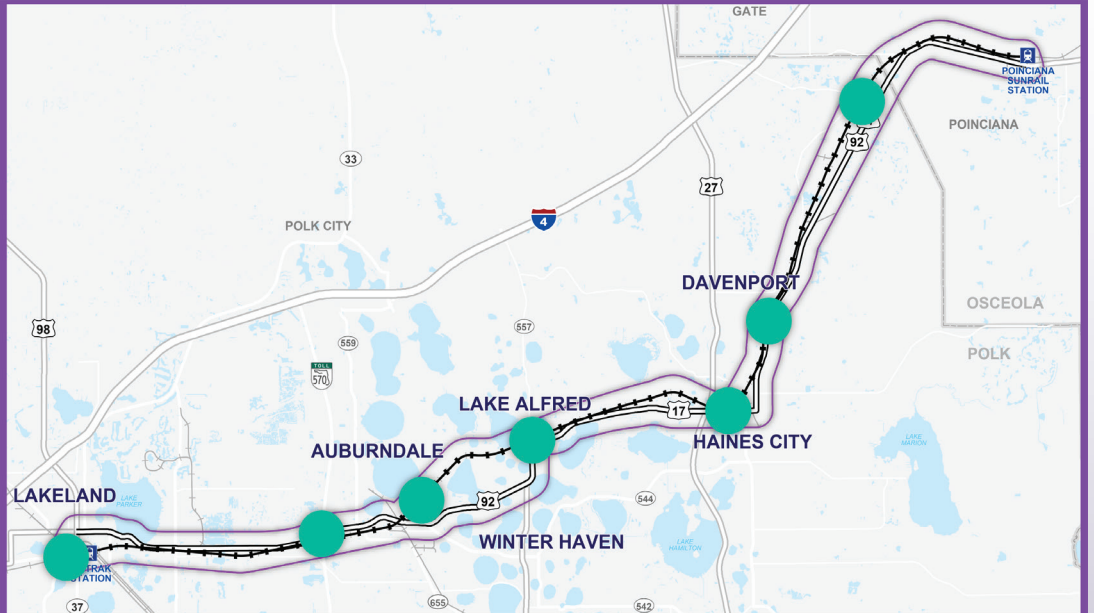 GATE
POINCIANA
SUNRAIL
STATION
POINCIANA
92
33
27
4
POLK CITY
DAVENPORT
OSCEOLA
98
557
559
POLK
TOLL
570
LAKE ALFRED
17
AUBURNDALE
HAINES CITY
LAKE
MARION
LAKELAND
LAKE
PARKER
92
544
WINTER HAVEN
LAKE
HAMILTON
STATION
37
655
542